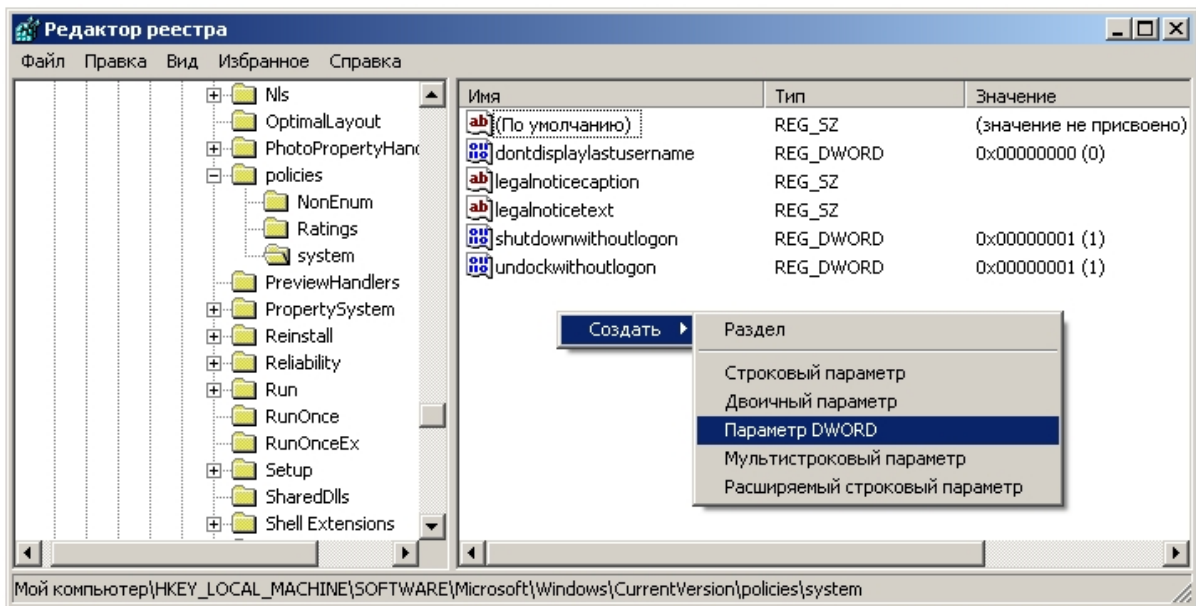 Редактор реестра
Файл Правка Вид Избранное Справка
Nls
OptimalLayout
PhotoPropertyHand
policies
NonEnum
Ratings
system
PreviewHandlers
PropertySystem
Reinstall
Reliability
Run
RunOnce
RunOnceEx
Setup
SharedDlls
Shell Extensions
Имя Тип Значение
(По умолчанию) REG_SZ (значение не присвоено)
dontdisplaylastusername REG_DWORD 0x00000000 (0)
legalnoticecaption REG_SZ
legalnoticetext REG_SZ
shutdownwithoutlogon REG_DWORD 0x00000001 (1)
undockwithoutlogon REG_DWORD 0x00000001 (1)
Создать
Раздел
Строковый параметр
Двоичный параметр
Параметр DWORD
Мультистроковый параметр
Расширяемый строковый параметр
Мой компьютер\HKEY_LOCAL_MACHINE\SOFTWARE\Microsoft\Windows\CurrentVersion\policies\system